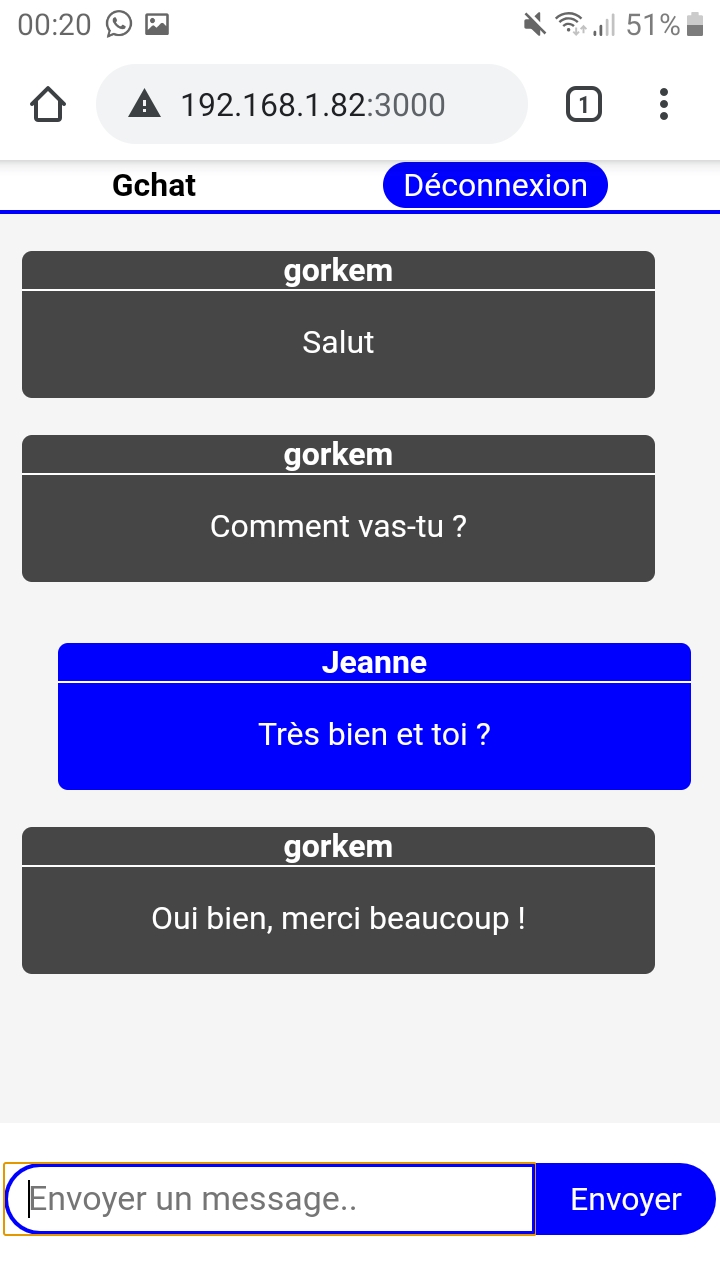 00:20 51%
192.168.1.82:3000 1
Gchat Déconnexion
gorkem
Salut
gorkem
Comment vas-tu ?
Jeanne
Très bien et toi ?
gorkem
Oui bien, merci beaucoup !
Envoyer un message.. Envoyer